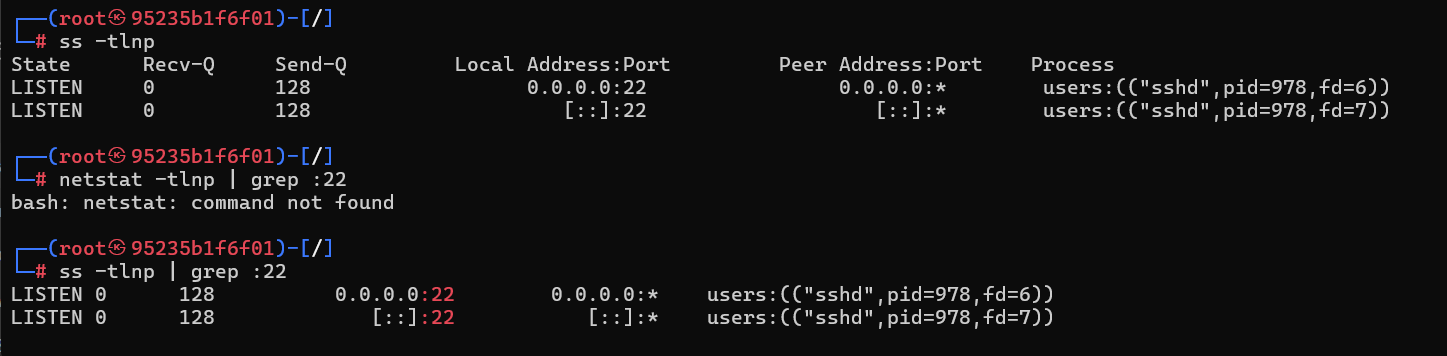 ┌──(root㉿95235b1f6f01)-[/]
└─# ss -tlnp
State Recv-Q Send-Q Local Address:Port Peer Address:Port Process
LISTEN 0 128 0.0.0.0:22 0.0.0.0:* users:(("sshd",pid=978,fd=6))
LISTEN 0 128 [::]:22 [::]:* users:(("sshd",pid=978,fd=7))
┌──(root㉿95235b1f6f01)-[/]
└─# netstat -tlnp | grep :22
bash: netstat: command not found
┌──(root㉿95235b1f6f01)-[/]
└─# ss -tlnp | grep :22
LISTEN 0 128 0.0.0.0:22 0.0.0.0:* users:(("sshd",pid=978,fd=6))
LISTEN 0 128 [::]:22 [::]:* users:(("sshd",pid=978,fd=7))